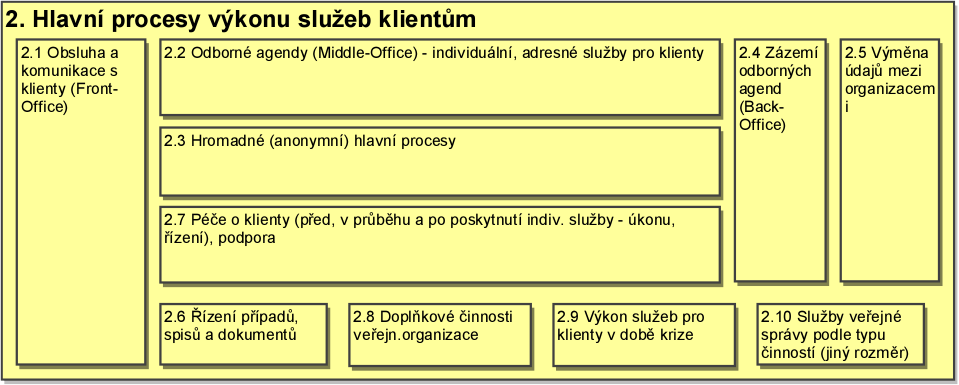 2. Hlavní procesy výkonu služeb klientům
2.1 Obsluha a
komunikace s
klienty (Front-
Office)
2.2 Odborné agendy (Middle-Office) - individuální, adresné služby pro klienty
2.3 Hromadné (anonymní) hlavní procesy
2.7 Péče o klienty (před, v průběhu a po poskytnutí indiv. služby - úkonu,
řízení), podpora
2.4 Zázemí
odborných
agend
(Back-
Office)
2.5 Výměna
údajů mezi
organizacem
i
2.6 Řízení případů,
spisů a dokumentů
2.8 Doplňkové činnosti
veřejn.organizace
2.9 Výkon služeb pro
klienty v době krize
2.10 Služby veřejné
správy podle typu
činností (jiný rozměr)